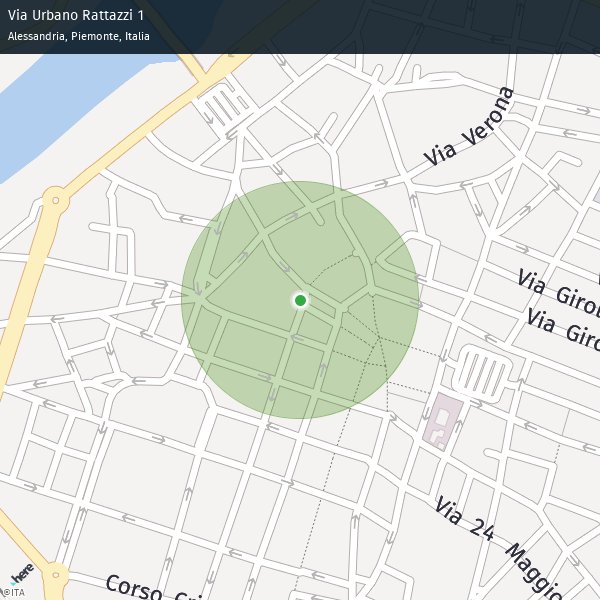 Via Urbano Rattazzi 1
Alessandria, Piemonte, Italia
Via Verona
Via Giro
Via Giro
Via 24 Maggio
Corso Cri
here
©ITA